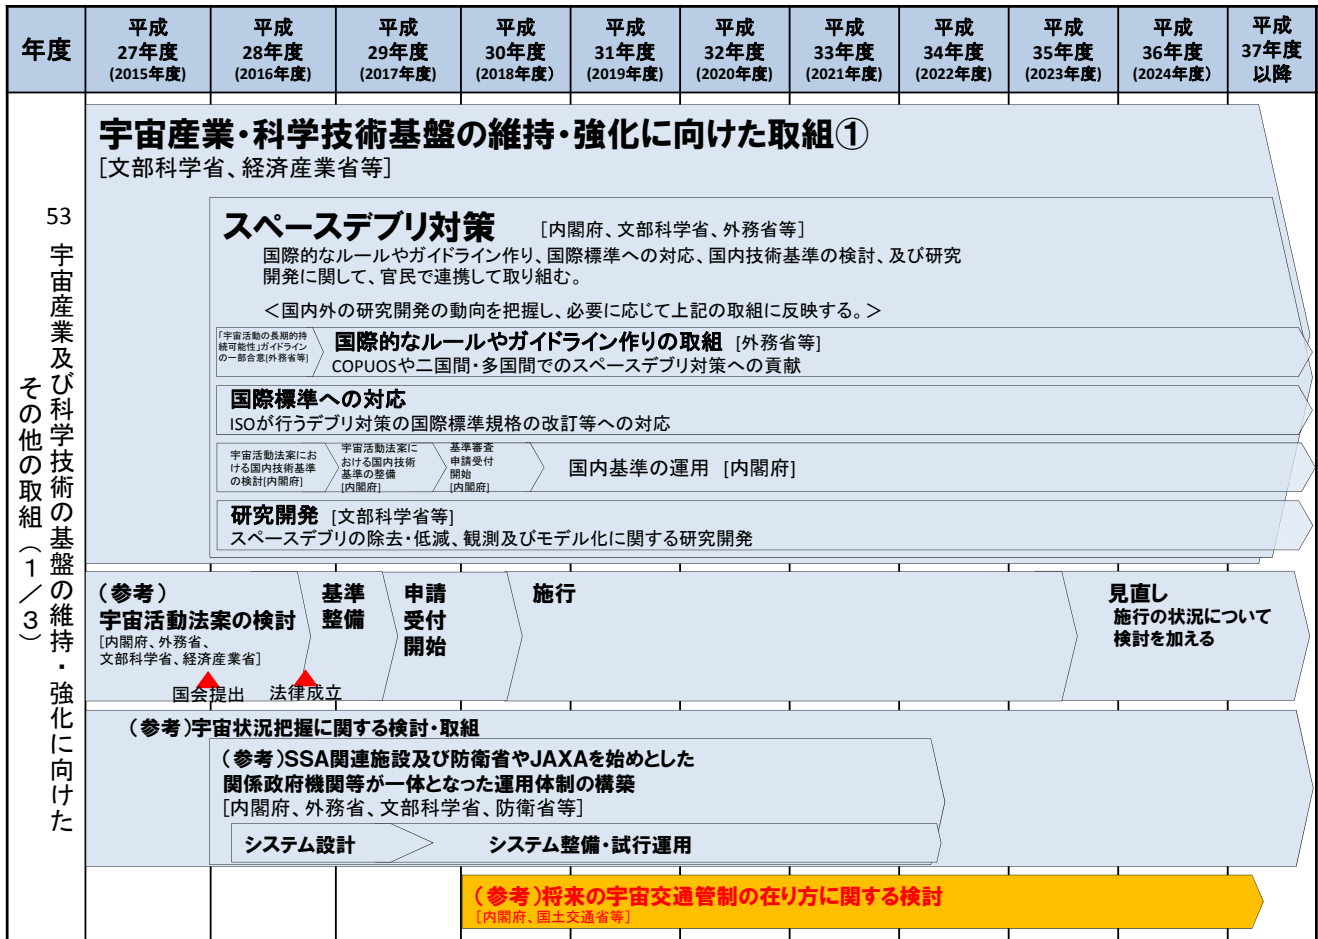 年度
平成
27年度
(2015年度)
平成
28年度
(2016年度)
平成
29年度
(2017年度)
平成
30年度
(2018年度)
平成
31年度
(2019年度)
平成
32年度
(2020年度)
平成
33年度
(2021年度)
平成
34年度
(2022年度)
平成
35年度
(2023年度)
平成
36年度
(2024年度)
平成
37年度
以降
53 宇宙産業及び科学技術の基盤の維持・強化に向けた
その他の取組(1/3)
宇宙産業・科学技術基盤の維持・強化に向けた取組①
[文部科学省、経済産業省等]
スペースデブリ対策 [内閣府、文部科学省、外務省等]
国際的なルールやガイドライン作り、国際標準への対応、国内技術基準の検討、及び研究
開発に関して、官民で連携して取り組む。
<国内外の研究開発の動向を把握し、必要に応じて上記の取組に反映する。>
「宇宙活動の長期的持
続可能性」ガイドライン
の一部合意[外務省等]
国際的なルールやガイドライン作りの取組 [外務省等]
COPUOSや二国間・多国間でのスペースデブリ対策への貢献
国際標準への対応
ISOが行うデブリ対策の国際標準規格の改訂等への対応
宇宙活動法案にお
ける国内技術基準
の検討[内閣府]
宇宙活動法案に
おける国内技術
基準の整備
[内閣府]
基準審査
申請受付
開始
[内閣府]
国内基準の運用 [内閣府]
研究開発 [文部科学省等]
スペースデブリの除去・低減、観測及びモデル化に関する研究開発
(参考)
宇宙活動法案の検討
[内閣府、外務省、
文部科学省、経済産業省]
国会提出
法律成立
基準
整備
申請
受付
開始
施行
見直し
施行の状況について
検討を加える
(参考)宇宙状況把握に関する検討・取組
(参考)SSA関連施設及び防衛省やJAXAを始めとした
関係政府機関等が一体となった運用体制の構築
[内閣府、外務省、文部科学省、防衛省等]
システム設計
システム整備・試行運用
(参考)将来の宇宙交通管制の在り方に関する検討
[内閣府、国土交通省等]